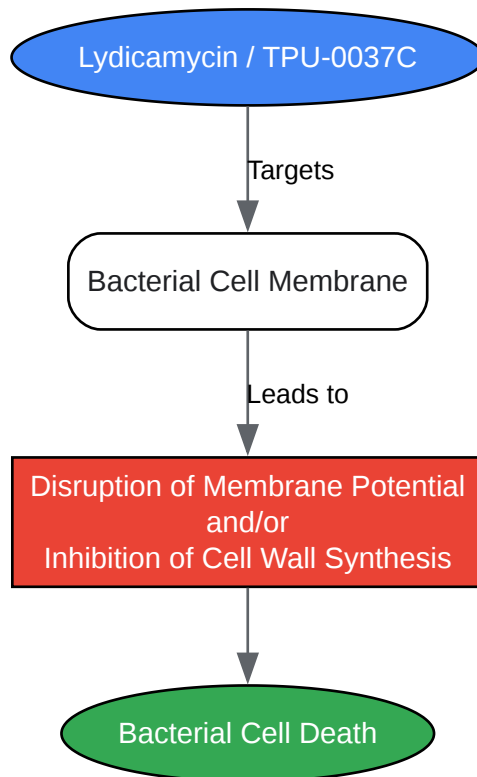 Lydicamycin / TPU-0037C
Targets
Bacterial Cell Membrane
Leads to
Disruption of Membrane Potential
and/or
Inhibition of Cell Wall Synthesis
Bacterial Cell Death